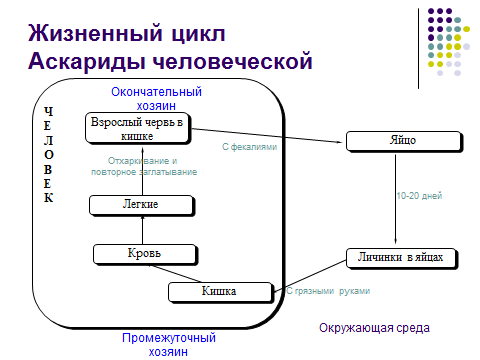 Жизненный цикл
Аскариды человеческой
Окончательный
хозяин
Ч
Е
Л
О
В
Е
К
Взрослый червь в
кишке
С фекалиями
Яйцо
Отхаркивание и
повторное заглатывание
10-20 дней
Легкие
Кровь
Личинки в яйцах
Кишка
С грязными руками
Окружающая среда
Промежуточный
хозяин